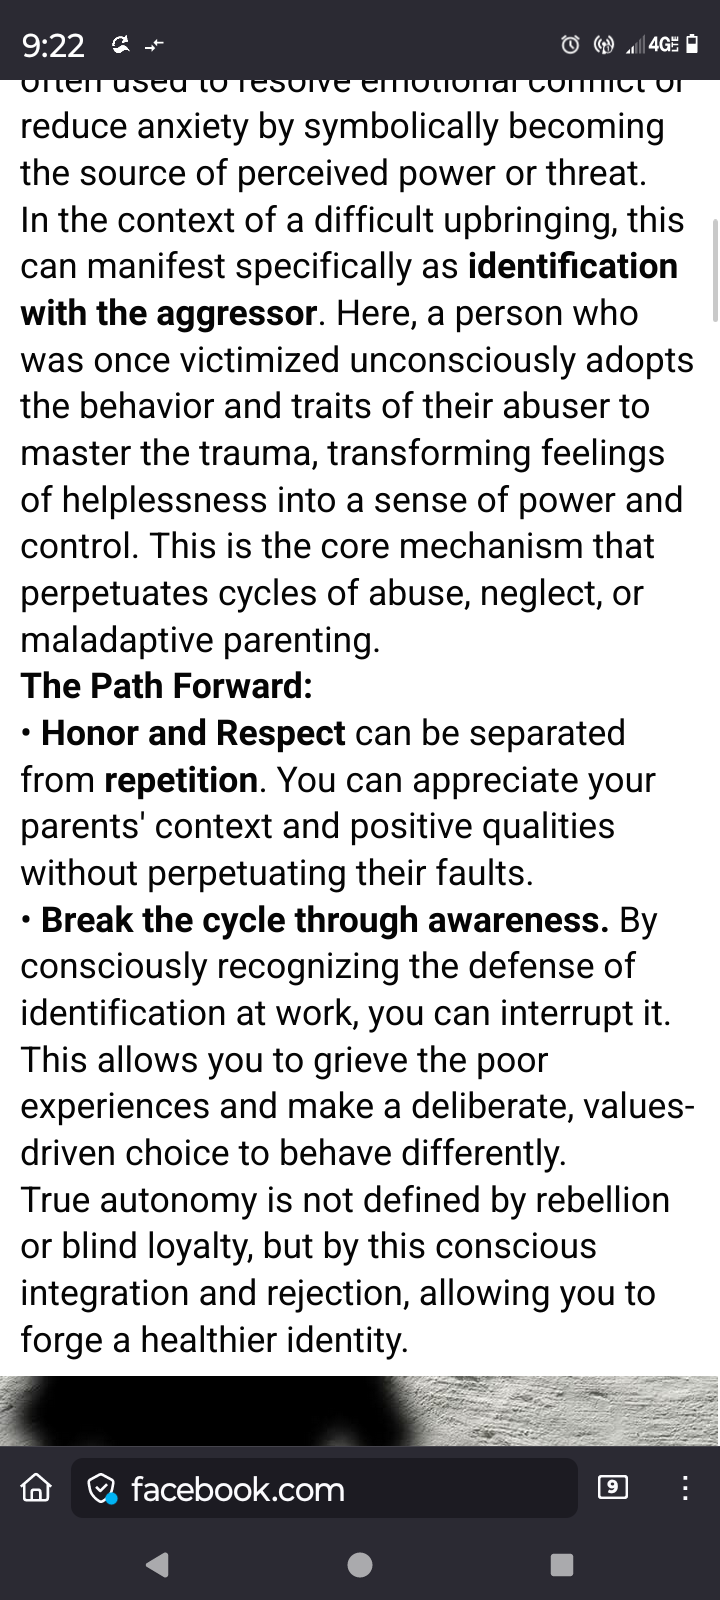 9:22
4GE
often used to resolve emotional conflict or
reduce anxiety by symbolically becoming
the source of perceived power or threat.
In the context of a difficult upbringing, this
can manifest specifically as identification
with the aggressor. Here, a person who
was once victimized unconsciously adopts
the behavior and traits of their abuser to
master the trauma, transforming feelings
of helplessness into a sense of power and
control. This is the core mechanism that
perpetuates cycles of abuse, neglect, or
maladaptive parenting.
The Path Forward:
• Honor and Respect can be separated
from repetition. You can appreciate your
parents' context and positive qualities
without perpetuating their faults.
• Break the cycle through awareness. By
consciously recognizing the defense of
identification at work, you can interrupt it.
This allows you to grieve the poor
experiences and make a deliberate, values-
driven choice to behave differently.
True autonomy is not defined by rebellion
or blind loyalty, but by this conscious
integration and rejection, allowing you to
forge a healthier identity.
facebook.com
9